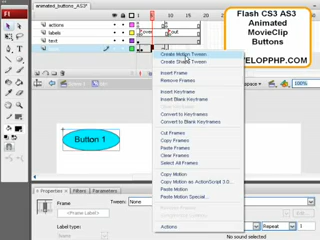 animated_buttons_AS3*
Flash CS3 AS3
Animated
MovieClip
Buttons
actions
labels
over
out
text
Create Motion Tween
Create Shape Tween
Insert Frame
Remove Frames
Insert Keyframe
Insert Blank Keyframe
Clear Keyframe
Convert to Keyframes
Convert to Blank Keyframes
Cut Frames
Copy Frames
Paste Frames
Clear Frames
Select All Frames
Copy Motion
Copy Motion as ActionScript 3.0...
Paste Motion
Paste Motion Special...
Actions
ELOPPHP.COM
Button 1
Properties
Filters
Parameters
Frame
<Frame Label>
Tween:
None
Label type:
Repeat
1
No sound selected